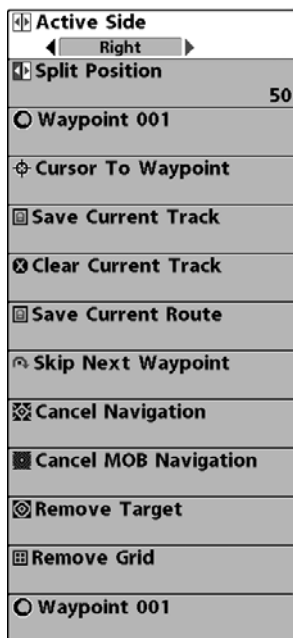 Active Side
Right
Split Position
50
Waypoint 001
Cursor To Waypoint
Save Current Track
Clear Current Track
Save Current Route
Skip Next Waypoint
Cancel Navigation
Cancel MOB Navigation
Remove Target
Remove Grid
Waypoint 001